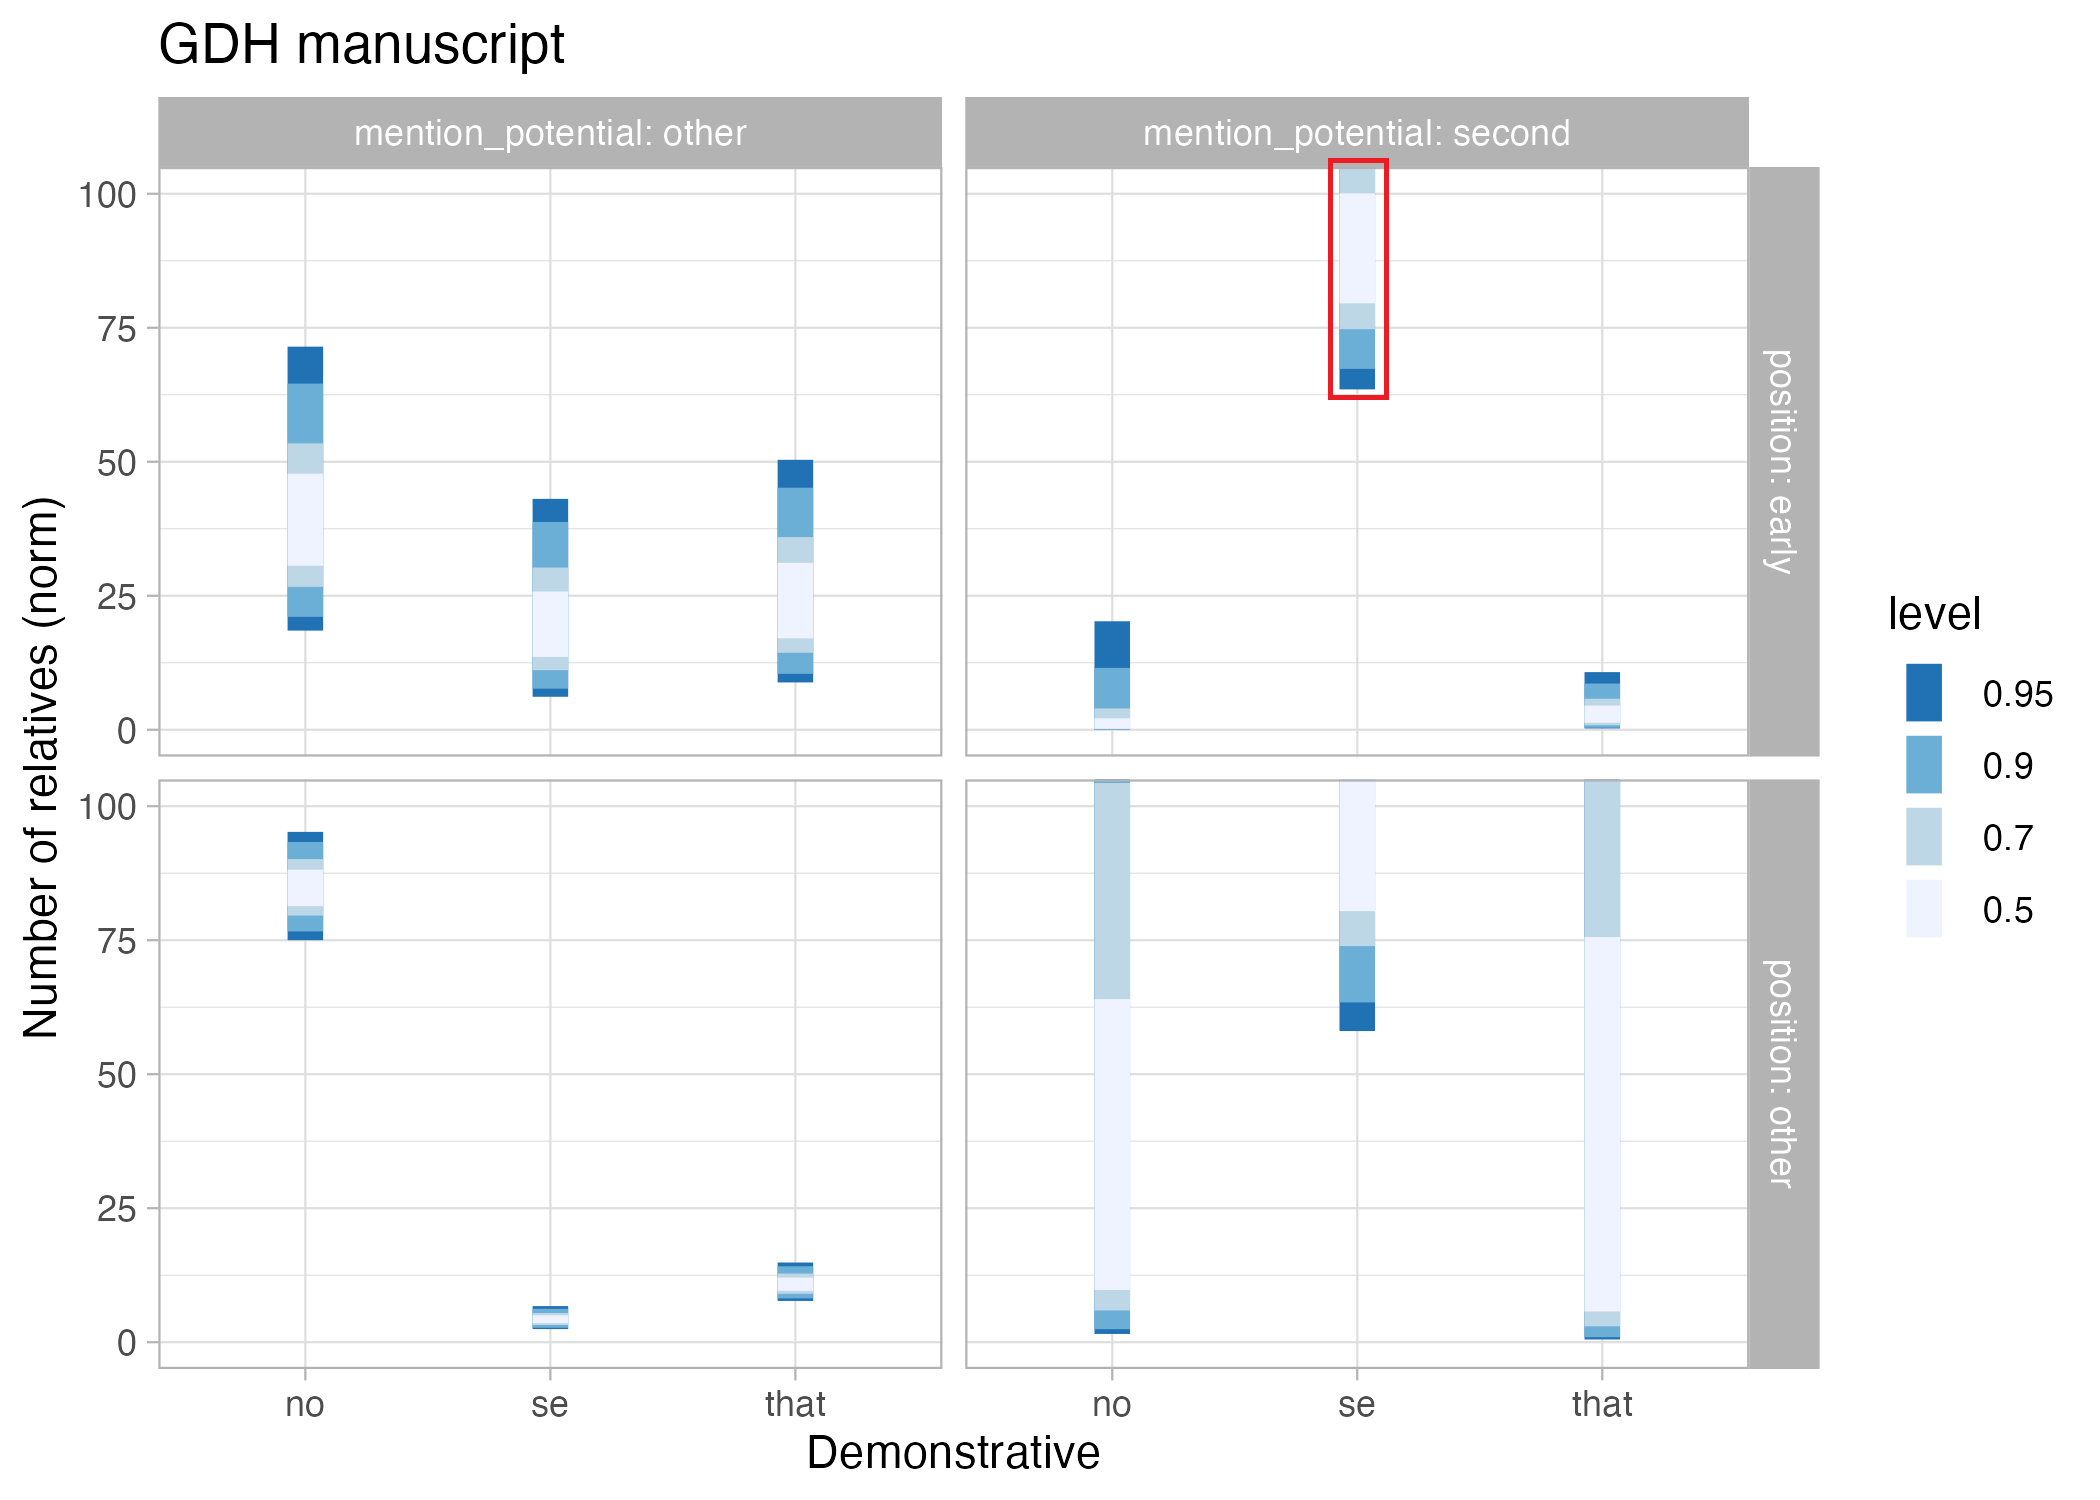 GDH manuscript
mention_potential: other
mention_potential: second
100
75
50
25
0
position: early
100
75
50
25
0
position: other
Number of relatives (norm)
no
se
that
no
se
that
Demonstrative
level
0.95
0.9
0.7
0.5